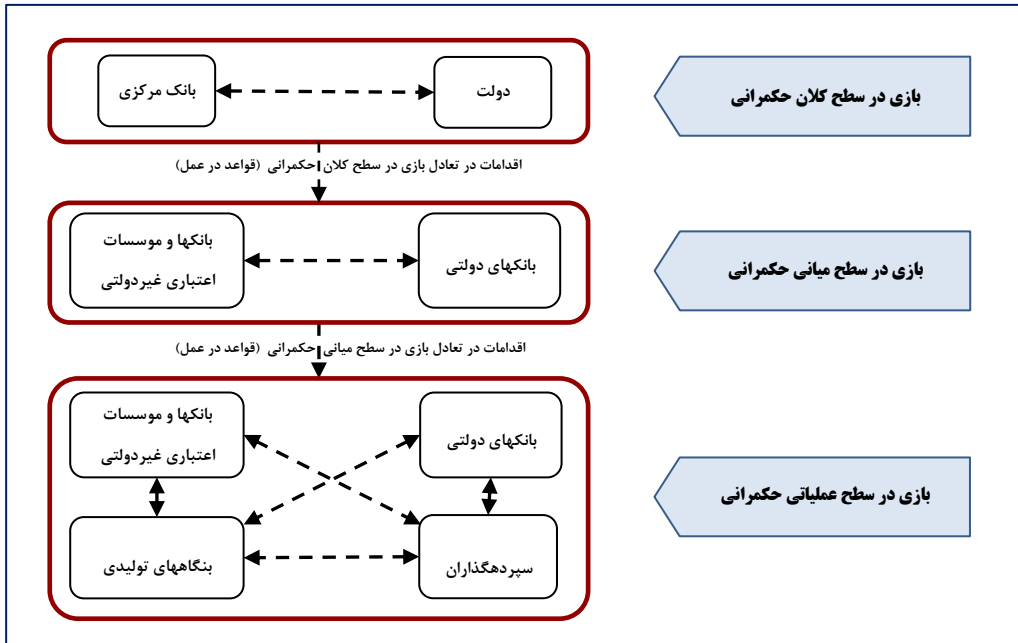 بازی در سطح کلان حکمرانی
دولت
بانک مرکزی
اقدامات در تعادل بازی در سطح کلان حکمرانی (قواعد در عمل)
بازی در سطح میانی حکمرانی
بانکهای دولتی
بانکها و موسسات
اعتباری غیردولتی
اقدامات در تعادل بازی در سطح میانی حکمرانی (قواعد در عمل)
بازی در سطح عملیاتی حکمرانی
بانکهای دولتی
بانکها و موسسات
اعتباری غیردولتی
سپردهگذاران
بنگاههای تولیدی